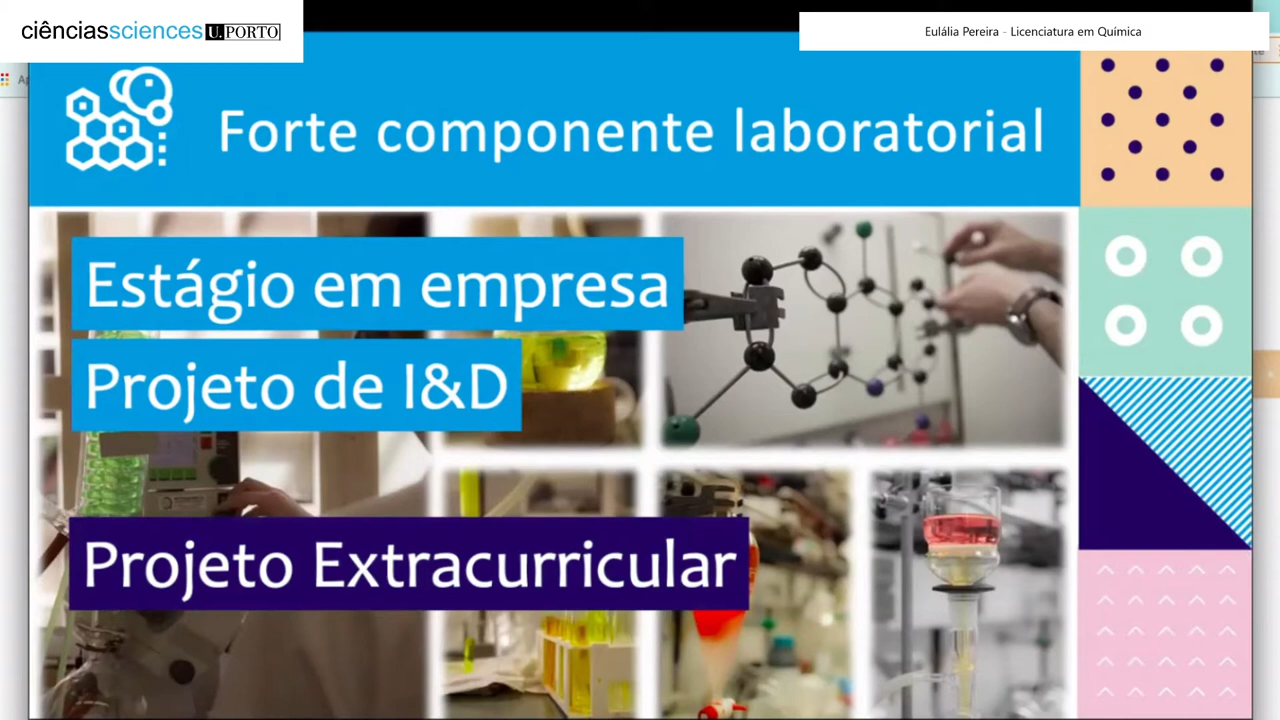 ciênciassciences U.PORTO
Eulália Pereira - Licenciatura em Química
Forte componente laboratorial
Estágio em empresa
Projeto de I&D
Projeto Extracurricular